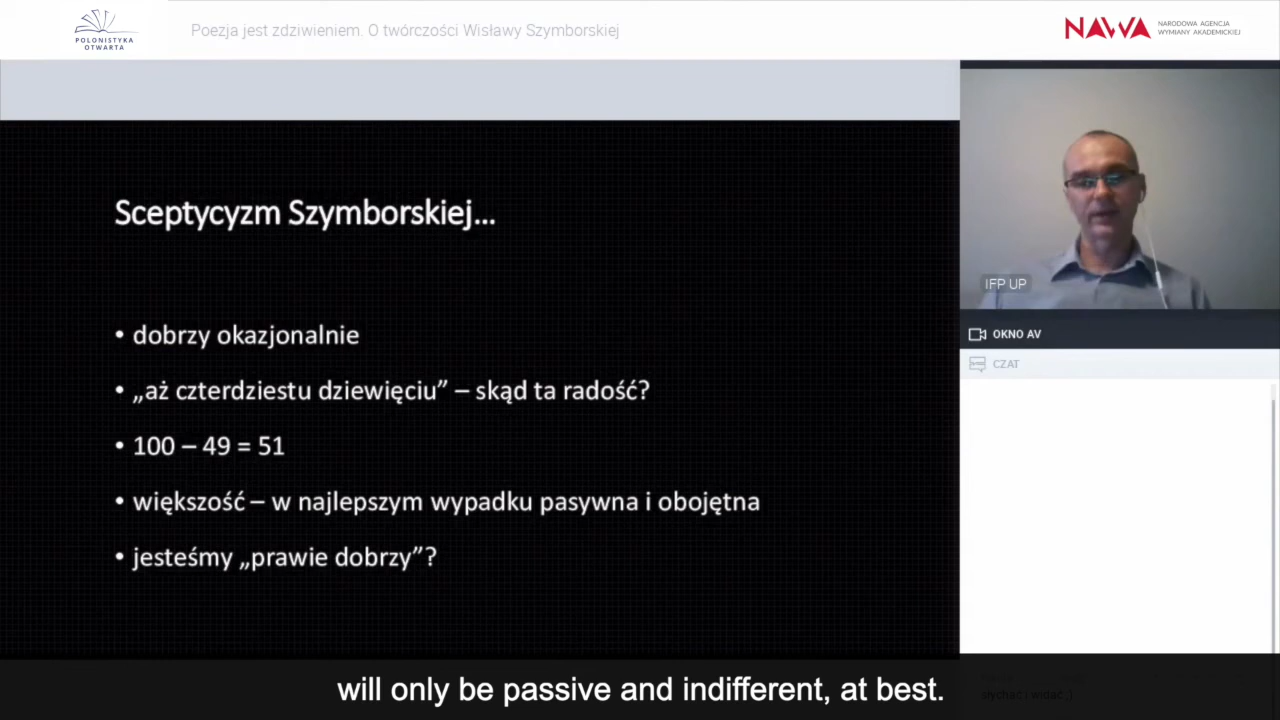 POLONISTYKA
OTWARTA
Poezja jest zdziwieniem. O twórczości Wisławy Szymborskiej
NAWA
NARODOWA AGENCJA
WYMIANY AKADEMICKIEJ
Sceptycyzm Szymborskiej...
• dobrzy okazjonalnie
• „aż czterdziestu dziewięciu” – skąd ta radość?
• 100 – 49 = 51
• większość – w najlepszym wypadku pasywna i obojętna
• jesteśmy „prawie dobrzy”?
IFP UP
OKNO AV
CZAT
słychać i widać ;)
will only be passive and indifferent, at best.